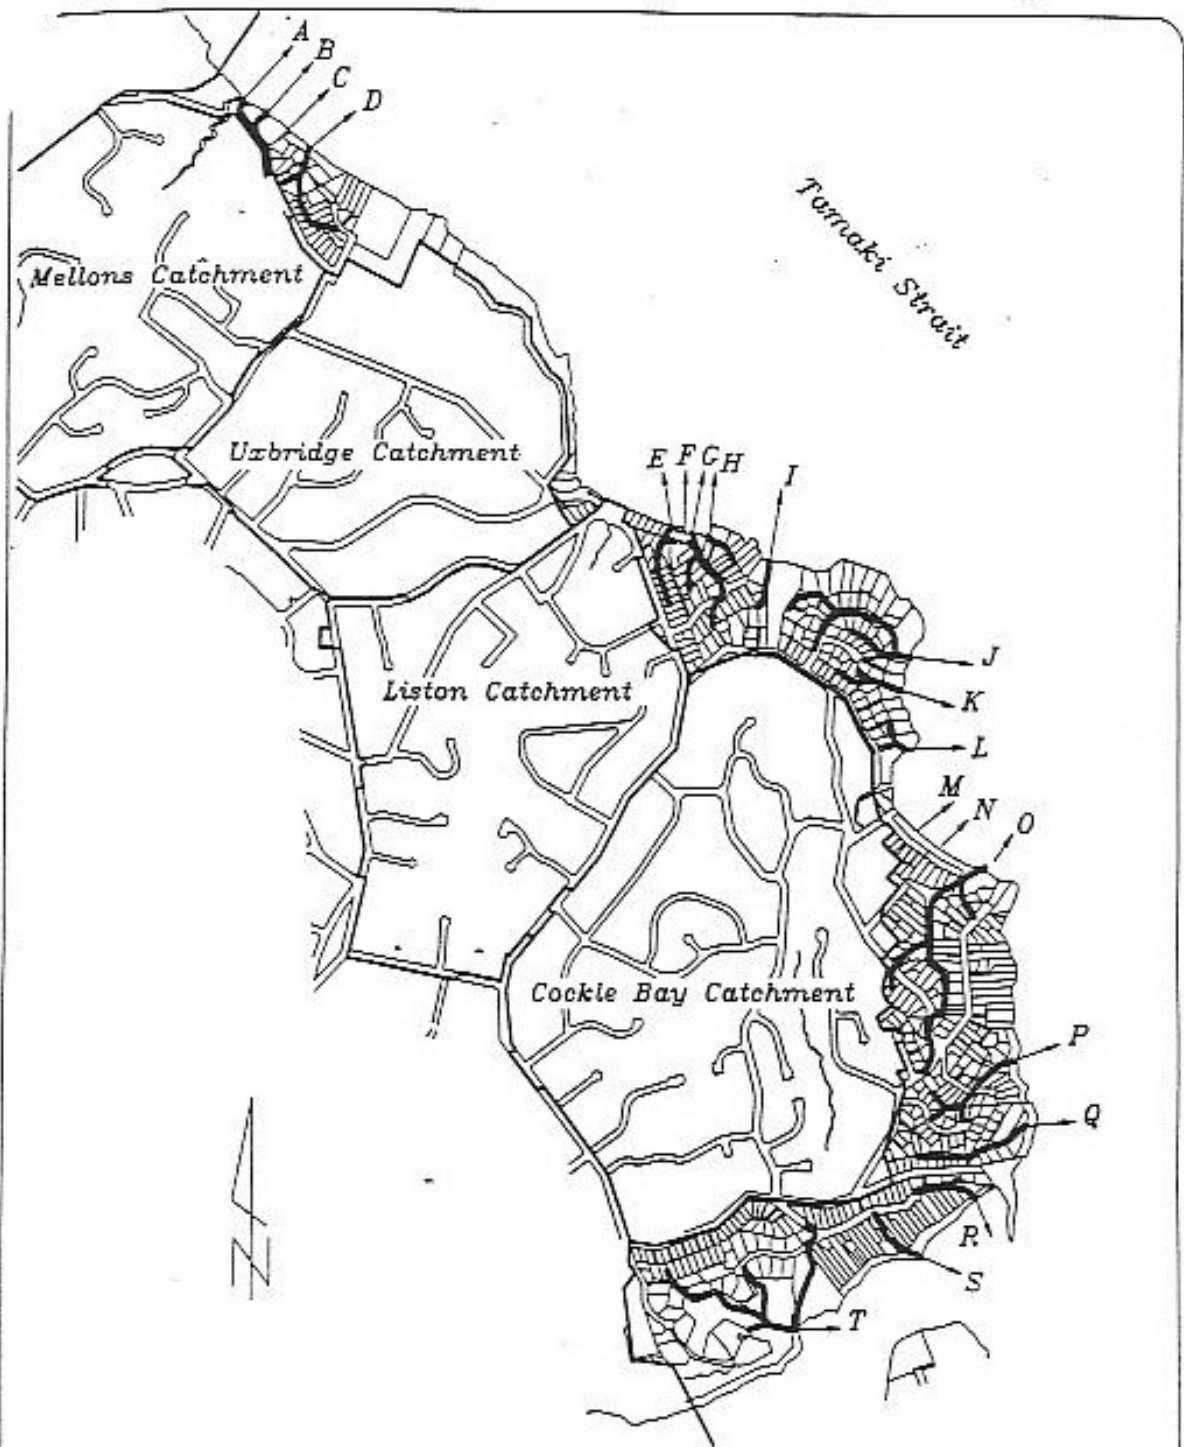 A
B
C
D
Tamaki Strait
Mellons Catchment
Uxbridge Catchment
E F G H
I
J
Liston Catchment
K
L
M
N
O
Cockle Bay Catchment
P
Q
R
S
T
N